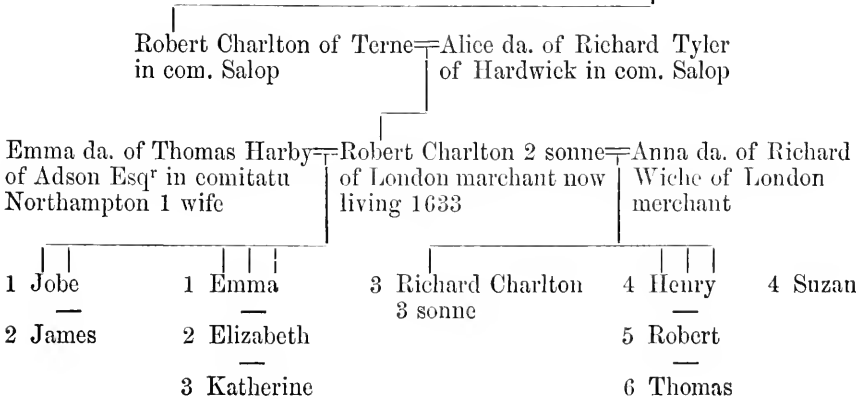 Robert Charlton of Terne=Alice da. of Richard Tyler
in com. Salop of Hardwick in com. Salop
Emma da. of Thomas Harby=Robert Charlton 2 sonne=Anna da. of Richard
of Adson Esqʳ in comitatu of London marchant now Wiche of London
Northampton 1 wife living 1633 merchant
1 Jobe 1 Emma 3 Richard Charlton 4 Henry 4 Suzan
3 sonne
2 James 2 Elizabeth 5 Robert
3 Katherine 6 Thomas